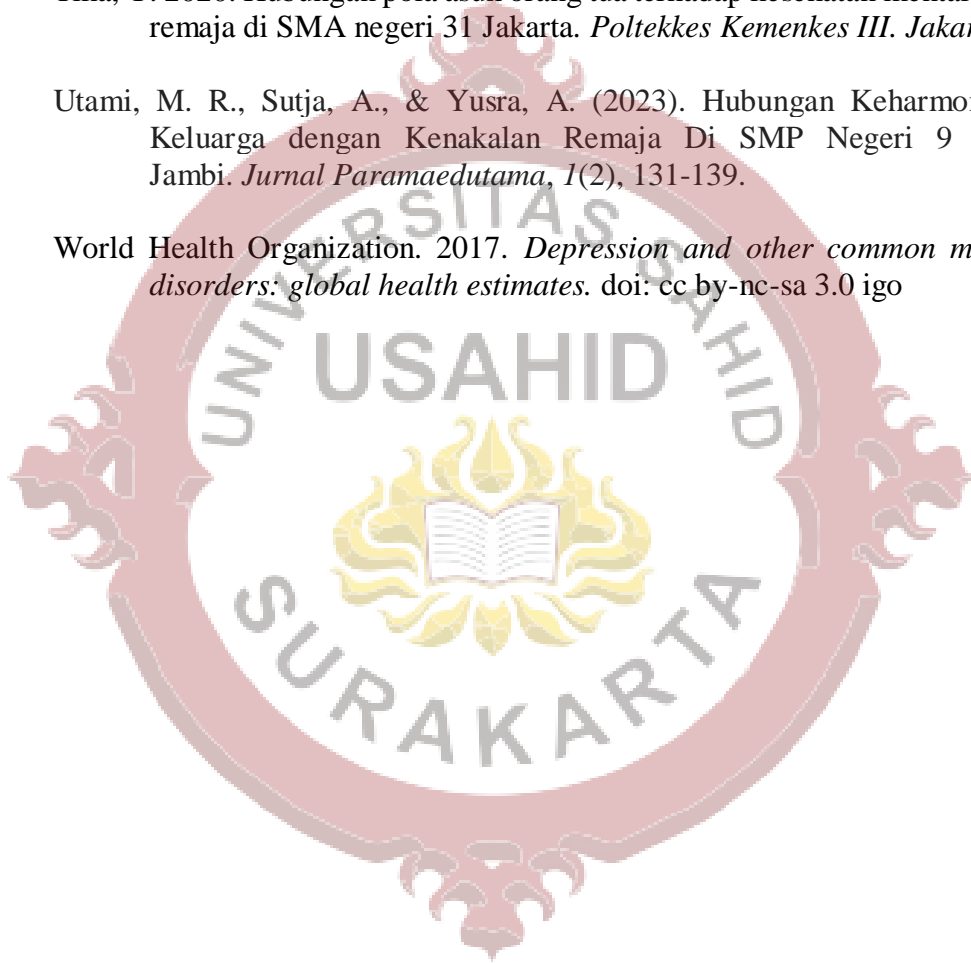 remaja di SMA negeri 31 Jakarta. Poltekkes Kemenkes III. Jakar
Utami, M. R., Sutja, A., & Yusra, A. (2023). Hubungan Keharmon
Keluarga dengan Kenakalan Remaja Di SMP Negeri 9
Jambi. Jurnal Paramaedutama, 1(2), 131-139.
World Health Organization. 2017. Depression and other common m
disorders: global health estimates. doi: cc by-nc-sa 3.0 igo
UNIVERSITAS SAHID
USAHID
SURAKARTA